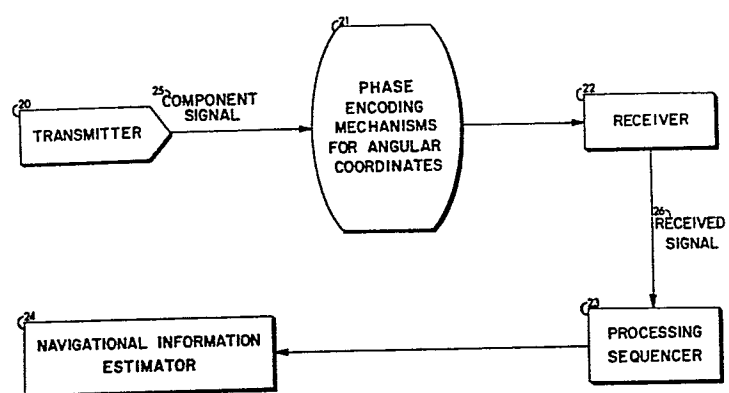 20
TRANSMITTER
25
COMPONENT
SIGNAL
21
PHASE
ENCODING
MECHANISMS
FOR ANGULAR
COORDINATES
22
RECEIVER
26
RECEIVED
SIGNAL
24
NAVIGATIONAL INFORMATION
ESTIMATOR
23
PROCESSING
SEQUENCER